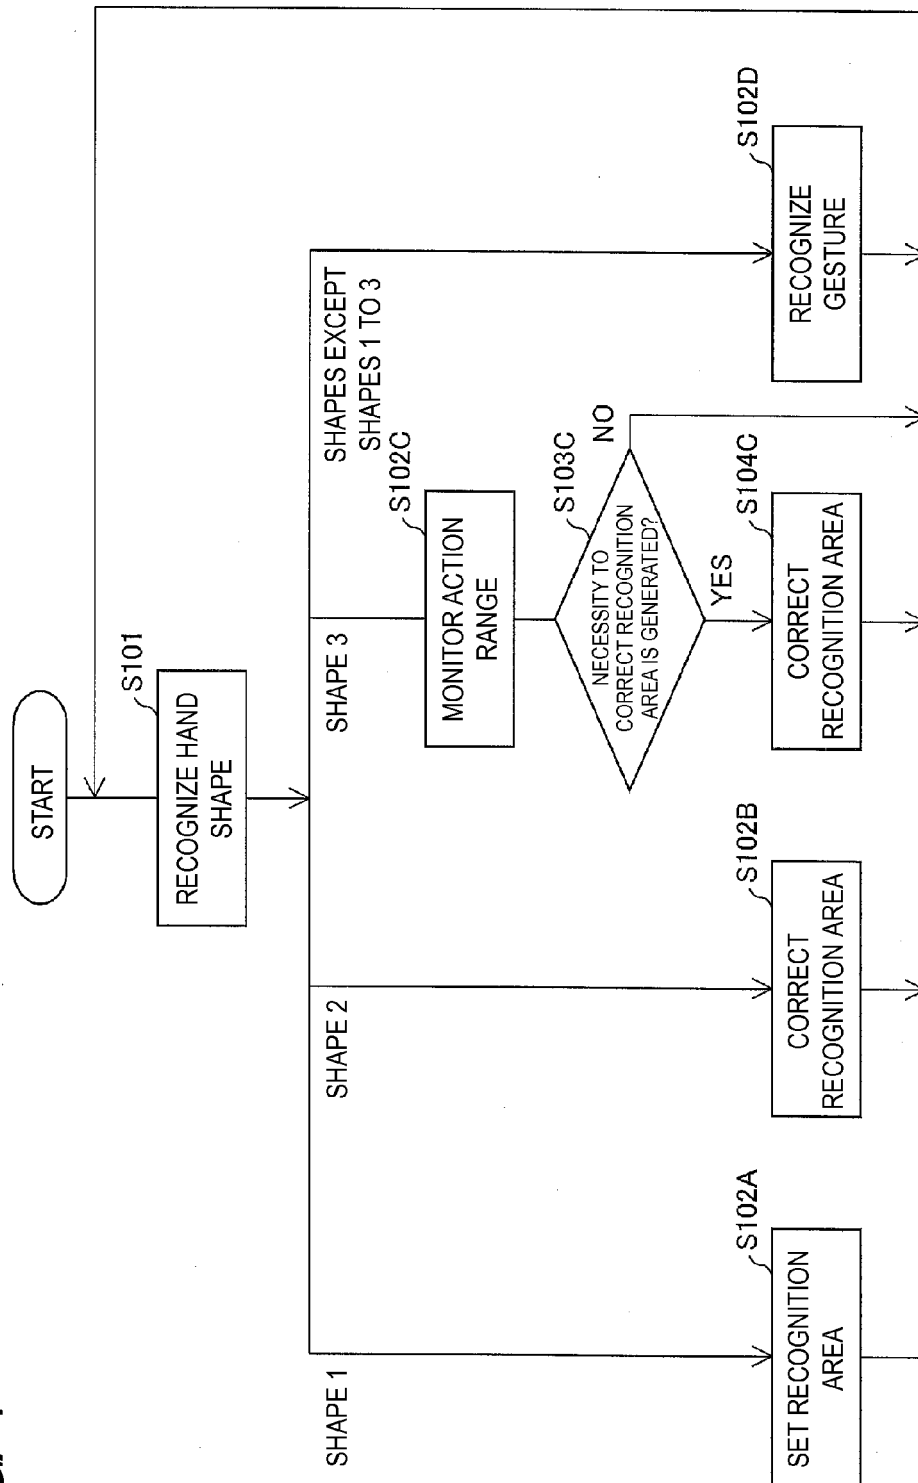 START
S101
RECOGNIZE HAND
SHAPE
SHAPE 1
SHAPE 2
SHAPE 3
SHAPES EXCEPT
SHAPES 1 TO 3
S102C
MONITOR ACTION
RANGE
S103C
NECESSITY TO
CORRECT RECOGNITION
AREA IS GENERATED?
NO
YES
S102A
SET RECOGNITION
AREA
S102B
CORRECT
RECOGNITION AREA
S104C
CORRECT
RECOGNITION AREA
S102D
RECOGNIZE
GESTURE